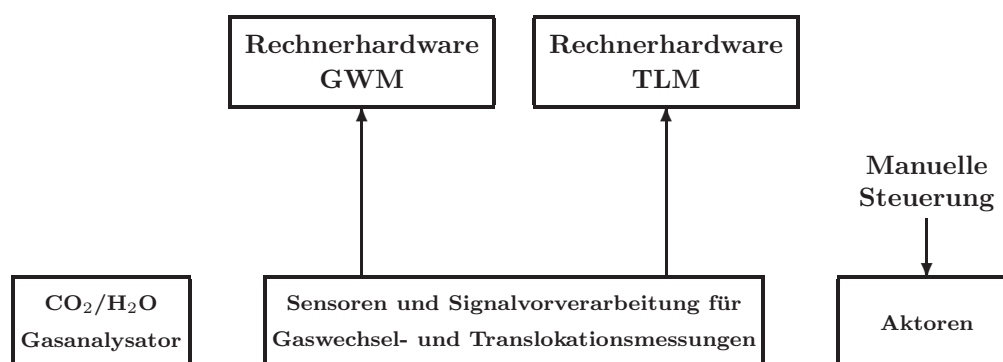 Rechnerhardware
GWM
Rechnerhardware
TLM
Manuelle
Steuerung
CO₂/H₂O
Gasanalysator
Sensoren und Signalvorverarbeitung für
Gaswechsel- und Translokationsmessungen
Aktoren